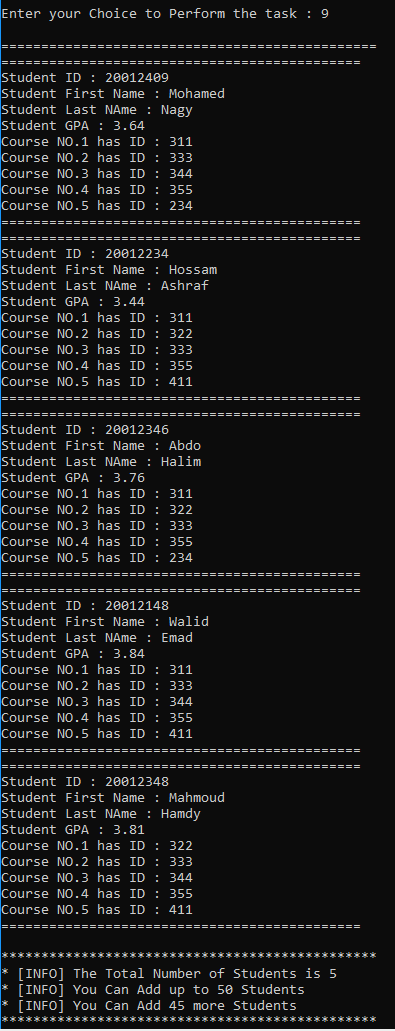 Enter your Choice to Perform the task : 9
===============================================
=============================================
Student ID : 20012409
Student First Name : Mohamed
Student Last NAme : Nagy
Student GPA : 3.64
Course NO.1 has ID : 311
Course NO.2 has ID : 333
Course NO.3 has ID : 344
Course NO.4 has ID : 355
Course NO.5 has ID : 234
=============================================
=============================================
Student ID : 20012234
Student First Name : Hossam
Student Last NAme : Ashraf
Student GPA : 3.44
Course NO.1 has ID : 311
Course NO.2 has ID : 322
Course NO.3 has ID : 333
Course NO.4 has ID : 355
Course NO.5 has ID : 411
=============================================
=============================================
Student ID : 20012346
Student First Name : Abdo
Student Last NAme : Halim
Student GPA : 3.76
Course NO.1 has ID : 311
Course NO.2 has ID : 322
Course NO.3 has ID : 333
Course NO.4 has ID : 355
Course NO.5 has ID : 234
=============================================
=============================================
Student ID : 20012148
Student First Name : Walid
Student Last NAme : Emad
Student GPA : 3.84
Course NO.1 has ID : 311
Course NO.2 has ID : 333
Course NO.3 has ID : 344
Course NO.4 has ID : 355
Course NO.5 has ID : 411
=============================================
=============================================
Student ID : 20012348
Student First Name : Mahmoud
Student Last NAme : Hamdy
Student GPA : 3.81
Course NO.1 has ID : 322
Course NO.2 has ID : 333
Course NO.3 has ID : 344
Course NO.4 has ID : 355
Course NO.5 has ID : 411
=============================================
***********************************************
* [INFO] The Total Number of Students is 5
* [INFO] You Can Add up to 50 Students
* [INFO] You Can Add 45 more Students
***********************************************